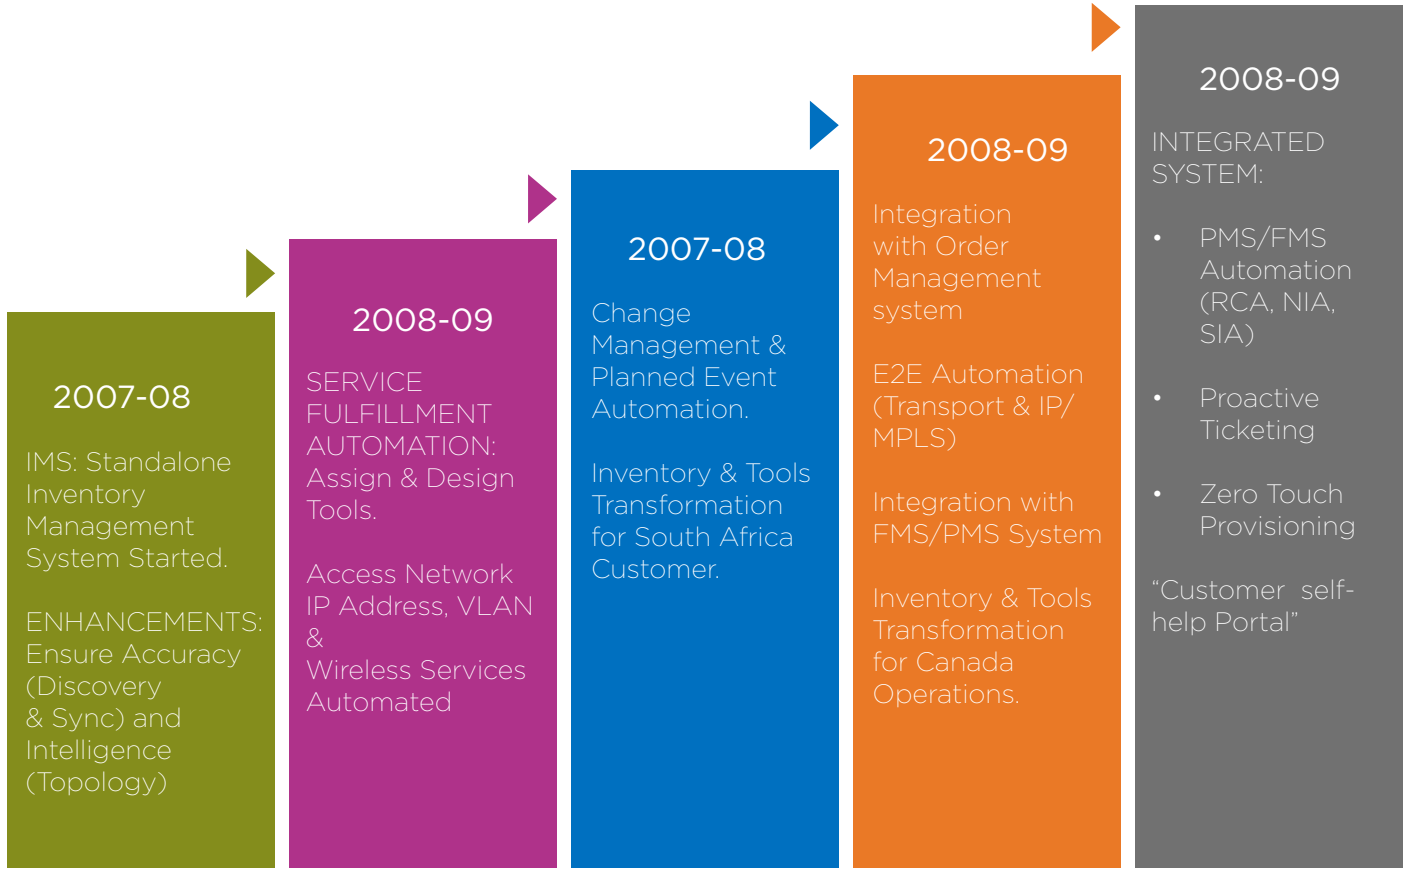 2007-08
IMS: Standalone
Inventory
Management
System Started.
ENHANCEMENTS:
Ensure Accuracy
(Discovery
& Sync) and
Intelligence
(Topology)
2008-09
SERVICE
FULFILLMENT
AUTOMATION:
Assign & Design
Tools.
Access Network
IP Address, VLAN
&
Wireless Services
Automated
2007-08
Change
Management &
Planned Event
Automation.
Inventory & Tools
Transformation
for South Africa
Customer.
2008-09
Integration
with Order
Management
system
E2E Automation
(Transport & IP/
MPLS)
Integration with
FMS/PMS System
Inventory & Tools
Transformation
for Canada
Operations.
2008-09
INTEGRATED
SYSTEM:
• PMS/FMS
Automation
(RCA, NIA,
SIA)
• Proactive
Ticketing
• Zero Touch
Provisioning
“Customer self-
help Portal”